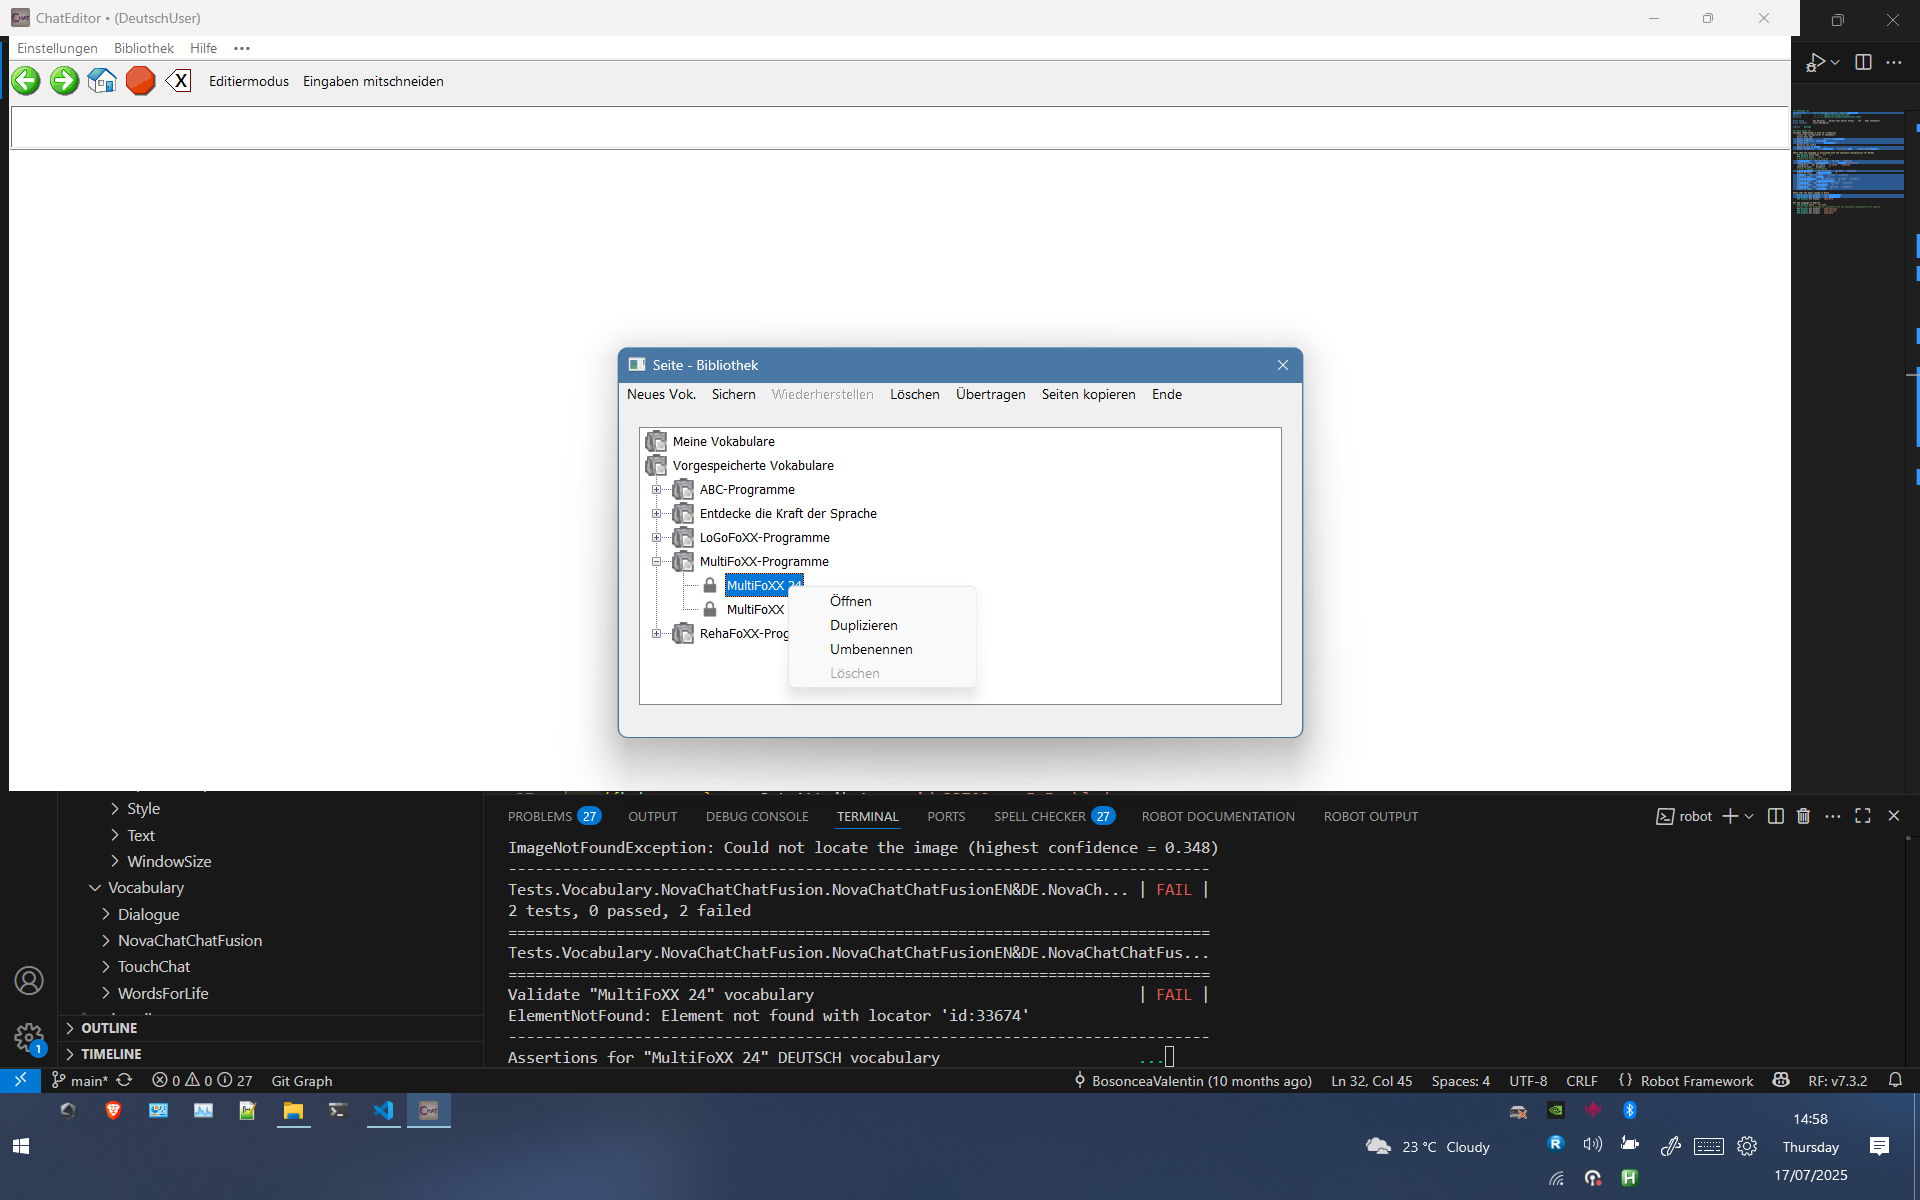 ChatEditor • (DeutschUser)
Einstellungen Bibliothek Hilfe •••
X Editiermodus Eingaben mitschneiden
Seite - Bibliothek
Neues Vok. Sichern Wiederherstellen Löschen Übertragen Seiten kopieren Ende
Meine Vokabulare
Vorgespeicherte Vokabulare
ABC-Programme
Entdecke die Kraft der Sprache
LoGoFoXX-Programme
MultiFoXX-Programme
MultiFoXX 24
MultiFoXX
RehaFoXX-Prog
Öffnen
Duplizieren
Umbenennen
Löschen
Style
Text
WindowSize
Vocabulary
Dialogue
NovaChatChatFusion
TouchChat
WordsForLife
OUTLINE
TIMELINE
1
PROBLEMS 27 OUTPUT DEBUG CONSOLE TERMINAL PORTS SPELL CHECKER 27 ROBOT DOCUMENTATION ROBOT OUTPUT robot
ImageNotFoundException: Could not locate the image (highest confidence = 0.348)
------------------------------------------------------------------------------
Tests.Vocabulary.NovaChatChatFusion.NovaChatChatFusionEN&DE.NovaCh... | FAIL |
2 tests, 0 passed, 2 failed
==============================================================================
Tests.Vocabulary.NovaChatChatFusion.NovaChatChatFusionEN&DE.NovaChatChatFus...
==============================================================================
Validate "MultiFoXX 24" vocabulary | FAIL |
ElementNotFound: Element not found with locator 'id:33674'
------------------------------------------------------------------------------
Assertions for "MultiFoXX 24" DEUTSCH vocabulary ...
main* 0 0 27 Git Graph BosonceaValentin (10 months ago) Ln 32, Col 45 Spaces: 4 UTF-8 CRLF {} Robot Framework RF: v7.3.2
CHAT
14:58
23 °C Cloudy
Thursday
17/07/2025